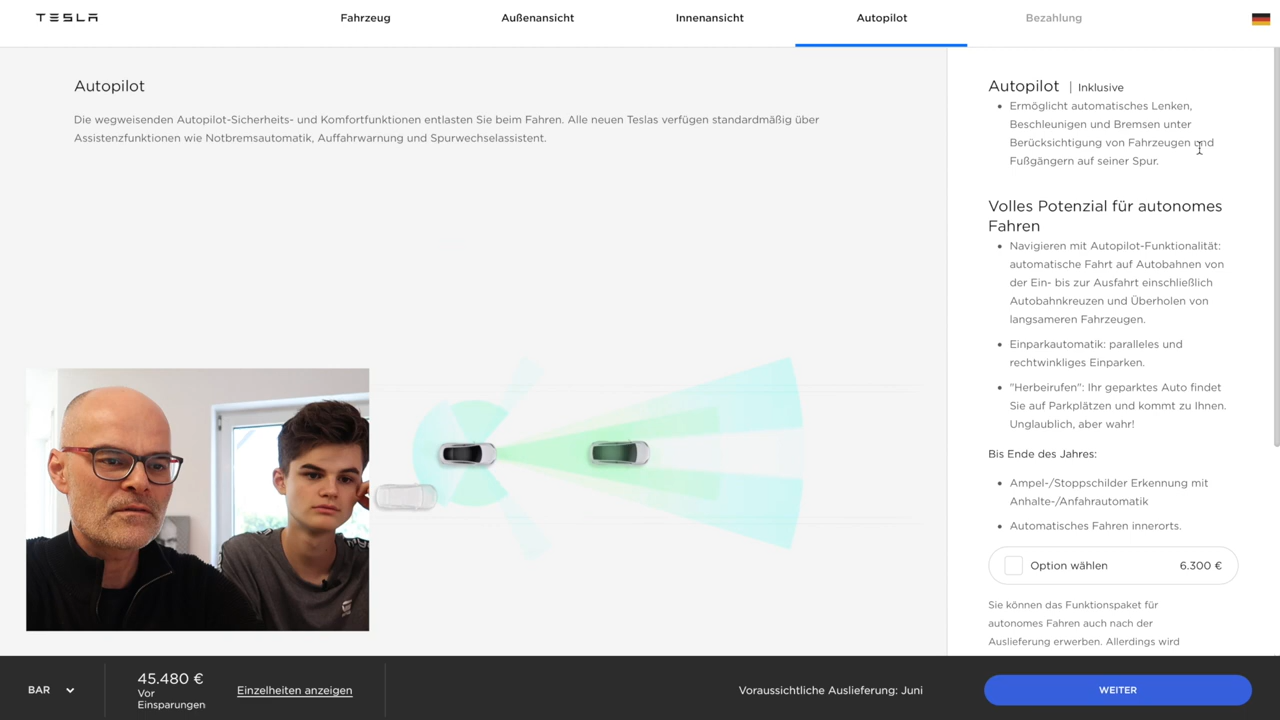 TESLA
Fahrzeug
Außenansicht
Innenansicht
Autopilot
Bezahlung
Autopilot
Die wegweisenden Autopilot-Sicherheits- und Komfortfunktionen entlasten Sie beim Fahren. Alle neuen Teslas verfügen standardmäßig über
Assistenzfunktionen wie Notbremsautomatik, Auffahrwarnung und Spurwechselassistent.
Autopilot | Inklusive
• Ermöglicht automatisches Lenken,
Beschleunigen und Bremsen unter
Berücksichtigung von Fahrzeugen und
Fußgängern auf seiner Spur.
Volles Potenzial für autonomes
Fahren
• Navigieren mit Autopilot-Funktionalität:
automatische Fahrt auf Autobahnen von
der Ein- bis zur Ausfahrt einschließlich
Autobahnkreuzen und Überholen von
langsameren Fahrzeugen.
• Einparkautomatik: paralleles und
rechtwinkliges Einparken.
• "Herbeirufen": Ihr geparktes Auto findet
Sie auf Parkplätzen und kommt zu Ihnen.
Unglaublich, aber wahr!
Bis Ende des Jahres:
• Ampel-/Stoppschilder Erkennung mit
Anhalte-/Anfahrautomatik
• Automatisches Fahren innerorts.
Option wählen 6.300 €
Sie können das Funktionspaket für
autonomes Fahren auch nach der
Auslieferung erwerben. Allerdings wird
BAR
45.480 €
Vor
Einsparungen
Einzelheiten anzeigen
Voraussichtliche Auslieferung: Juni
WEITER